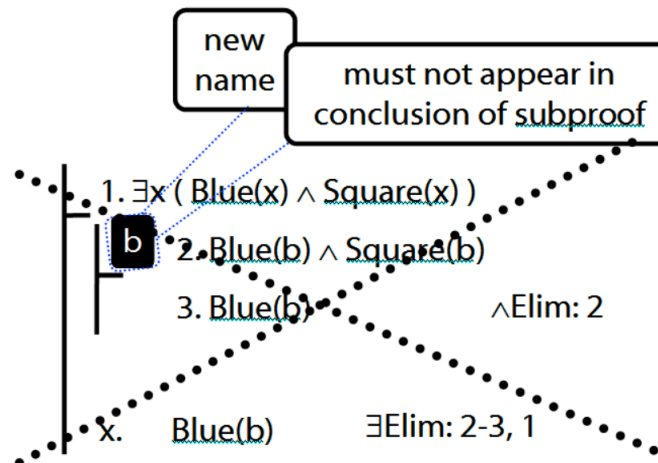 new
name
must not appear in
conclusion of subproof
1. ∃x ( Blue(x) ∧ Square(x) )
b
2. Blue(b) ∧ Square(b)
3. Blue(b) ∧Elim: 2
x. Blue(b) ∃Elim: 2-3, 1